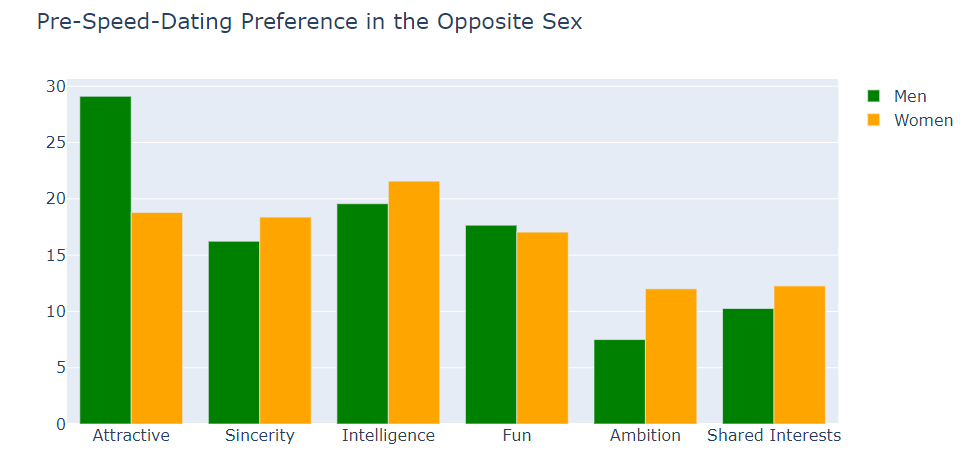 Pre-Speed-Dating Preference in the Opposite Sex
Men
Women
30
25
20
15
10
5
0
Attractive Sincerity Intelligence Fun Ambition Shared Interests